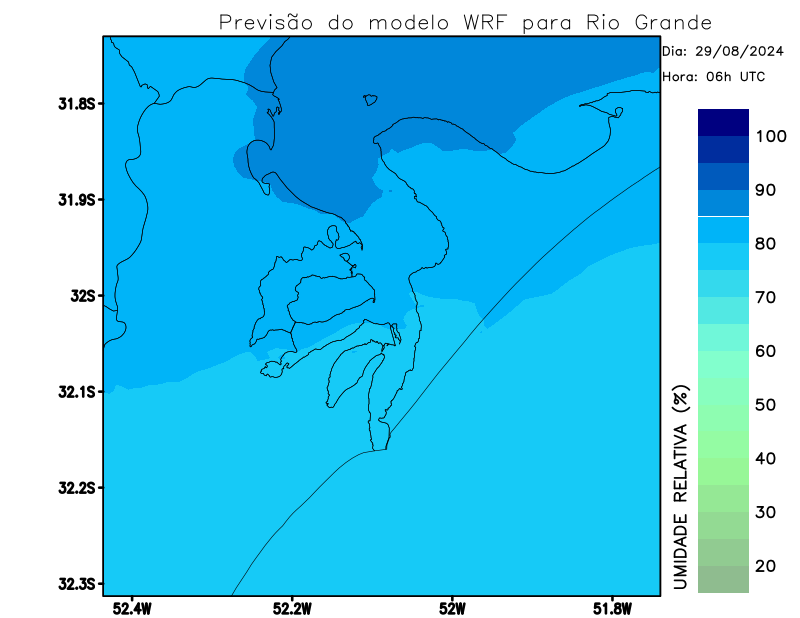 Previsão do modelo WRF para Rio Grande
Dia: 29/08/2024
Hora: 06h UTC
31.8S
31.9S
32S
32.1S
32.2S
32.3S
52.4W
52.2W
52W
51.8W
100
90
80
70
60
50
40
30
20
UMIDADE RELATIVA (%)